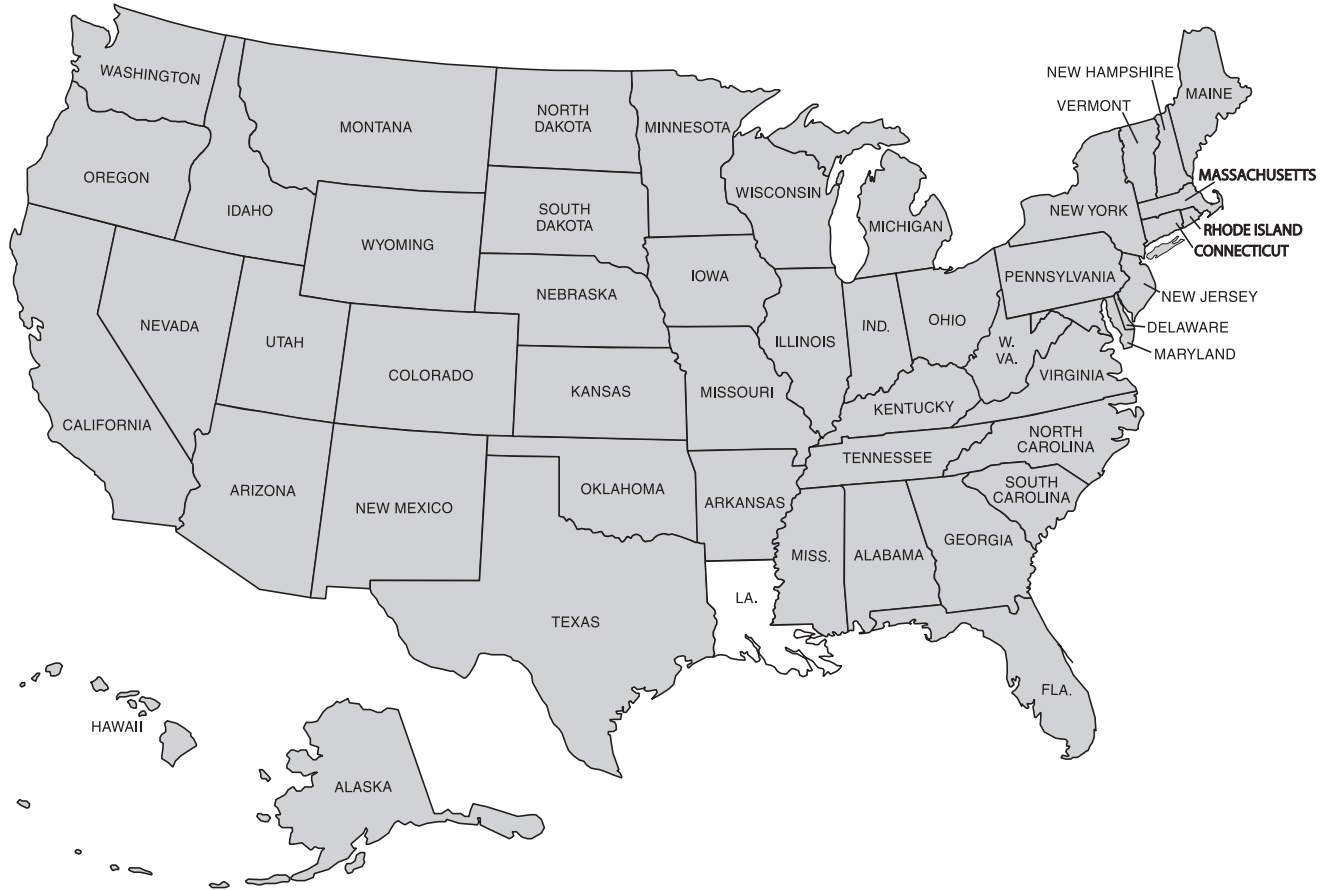 NEW HAMPSHIRE
WASHINGTON
MAINE
VERMONT
NORTH
DAKOTA
MONTANA
MINNESOTA
MASSACHUSETTS
OREGON
WISCONSIN
IDAHO
SOUTH
DAKOTA
NEW YORK
MICHIGAN
RHODE ISLAND
WYOMING
CONNECTICUT
IOWA
PENNSYLVANIA
NEBRASKA
NEW JERSEY
NEVADA
OHIO
IND.
DELAWARE
UTAH
ILLINOIS
W.
VA.
MARYLAND
COLORADO
VIRGINIA
KANSAS
MISSOURI
KENTUCKY
CALIFORNIA
NORTH
CAROLINA
TENNESSEE
ARIZONA
OKLAHOMA
SOUTH
CAROLINA
ARKANSAS
NEW MEXICO
GEORGIA
MISS.
ALABAMA
LA.
TEXAS
FLA.
HAWAII
ALASKA